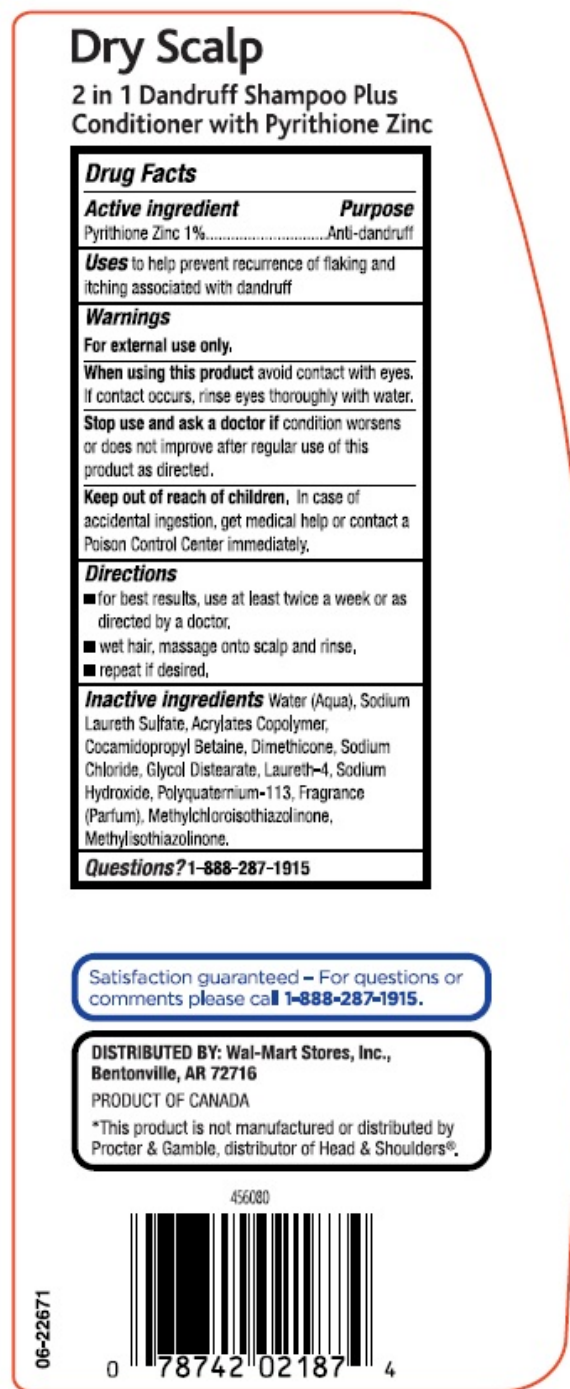 Dry Scalp
2 in 1 Dandruff Shampoo Plus
Conditioner with Pyrithione Zinc
Drug Facts
Active ingredient Purpose
Pyrithione Zinc 1%..............................Anti-dandruff
Uses to help prevent recurrence of flaking and
itching associated with dandruff
Warnings
For external use only.
When using this product avoid contact with eyes.
If contact occurs, rinse eyes thoroughly with water.
Stop use and ask a doctor if condition worsens
or does not improve after regular use of this
product as directed.
Keep out of reach of children. In case of
accidental ingestion, get medical help or contact a
Poison Control Center immediately.
Directions
■ for best results, use at least twice a week or as
directed by a doctor.
■ wet hair, massage onto scalp and rinse.
■ repeat if desired.
Inactive ingredients Water (Aqua), Sodium
Laureth Sulfate, Acrylates Copolymer,
Cocamidopropyl Betaine, Dimethicone, Sodium
Chloride, Glycol Distearate, Laureth-4, Sodium
Hydroxide, Polyquaternium-113, Fragrance
(Parfum), Methylchloroisothiazolinone,
Methylisothiazolinone.
Questions? 1-888-287-1915
Satisfaction guaranteed – For questions or
comments please call 1-888-287-1915.
DISTRIBUTED BY: Wal-Mart Stores, Inc.,
Bentonville, AR 72716
PRODUCT OF CANADA
*This product is not manufactured or distributed by
Procter & Gamble, distributor of Head & Shoulders®.
456080
06-22671
0 78742 02187 4